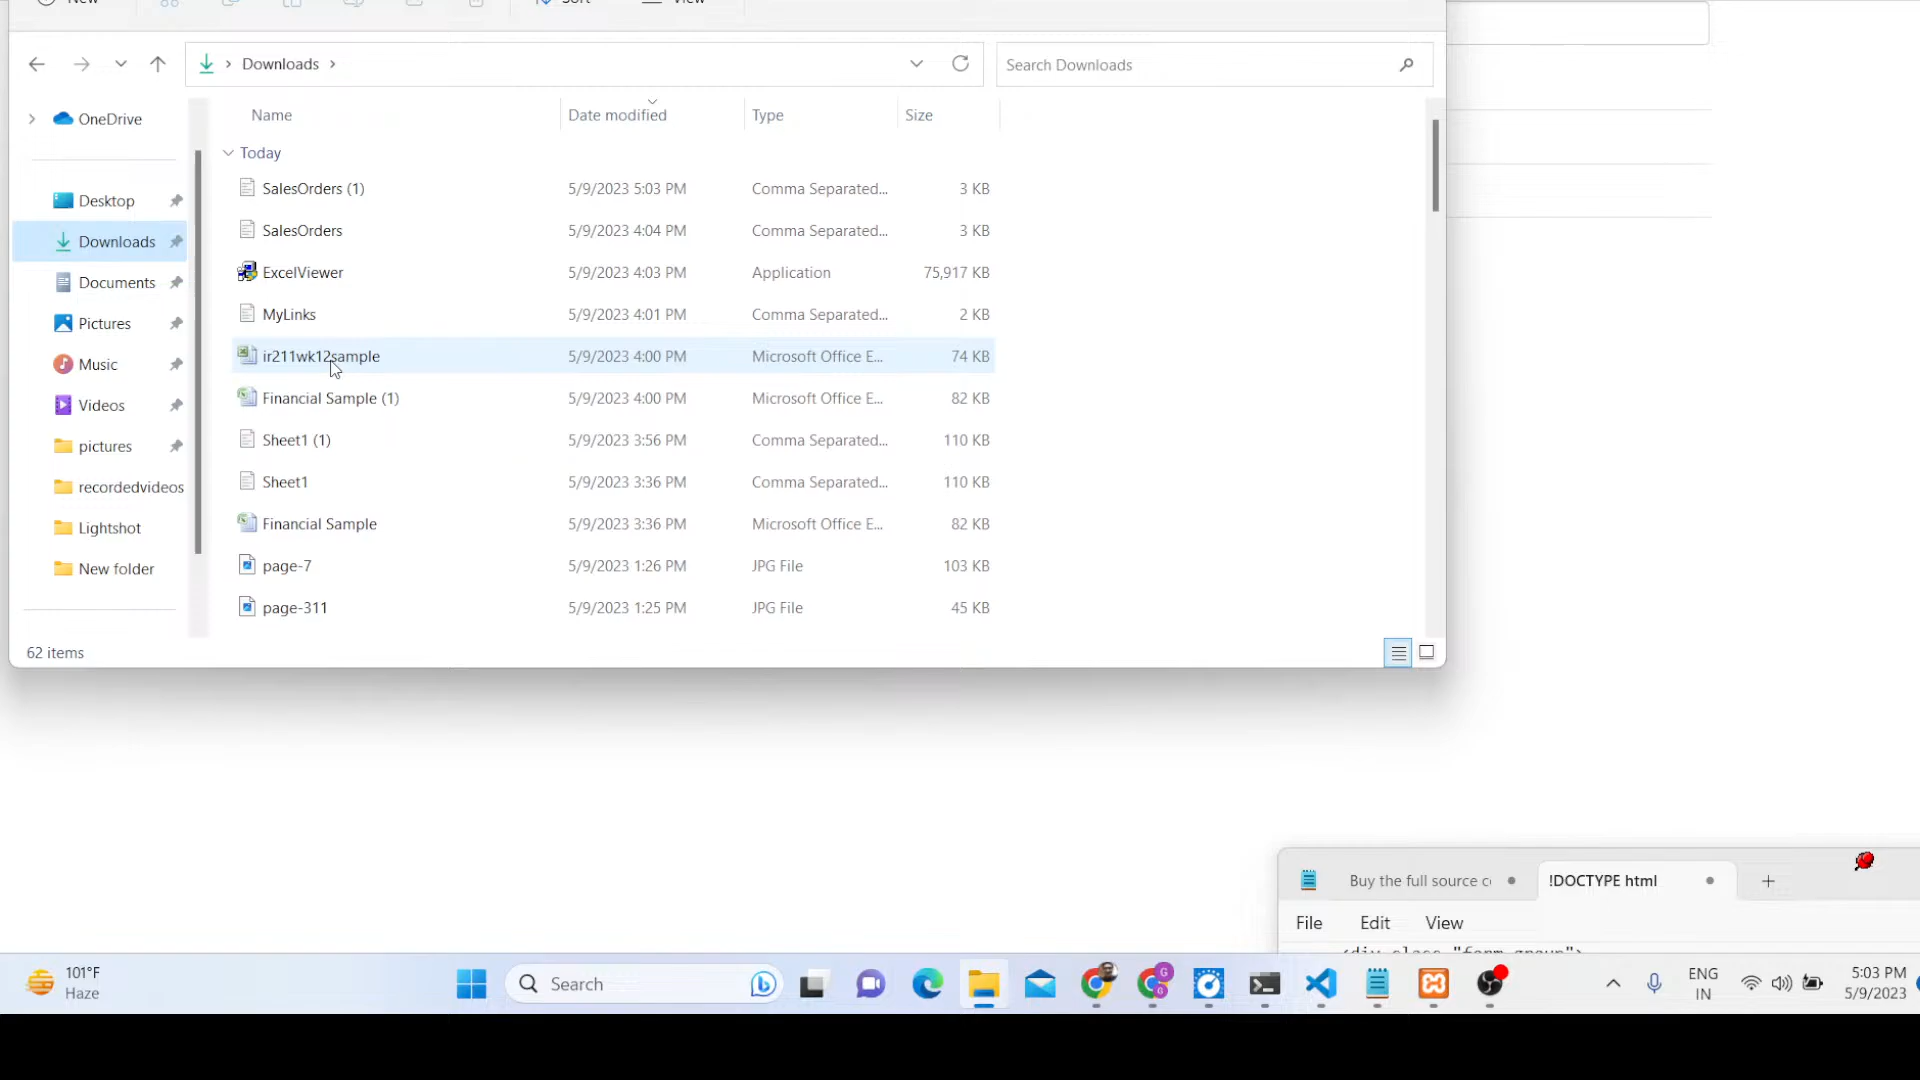 New
Sort
View
Downloads
Search Downloads
OneDrive
Name
Date modified
Type
Size
Today
Desktop
SalesOrders (1)
5/9/2023 5:03 PM
Comma Separated...
3 KB
Downloads
SalesOrders
5/9/2023 4:04 PM
Comma Separated...
3 KB
Documents
ExcelViewer
5/9/2023 4:03 PM
Application
75,917 KB
Pictures
MyLinks
5/9/2023 4:01 PM
Comma Separated...
2 KB
Music
ir211wk12sample
5/9/2023 4:00 PM
Microsoft Office E...
74 KB
Videos
Financial Sample (1)
5/9/2023 4:00 PM
Microsoft Office E...
82 KB
pictures
Sheet1 (1)
5/9/2023 3:56 PM
Comma Separated...
110 KB
recordedvideos
Sheet1
5/9/2023 3:36 PM
Comma Separated...
110 KB
Lightshot
Financial Sample
5/9/2023 3:36 PM
Microsoft Office E...
82 KB
New folder
page-7
5/9/2023 1:26 PM
JPG File
103 KB
page-311
5/9/2023 1:25 PM
JPG File
45 KB
62 items
Buy the full source c
!DOCTYPE html
File
Edit
View
<div class="form-group">
101°F
Haze
Search
ENG
IN
5:03 PM
5/9/2023